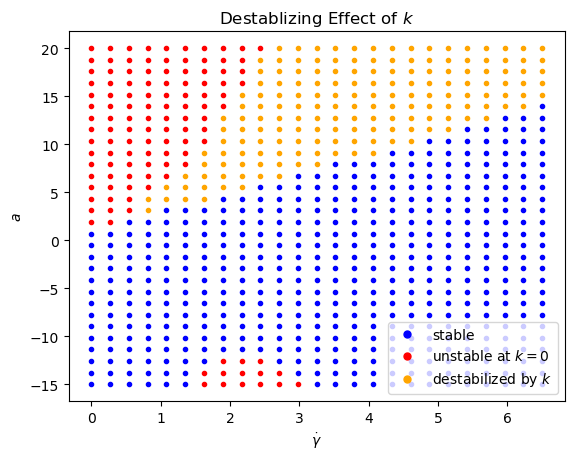 Destablizing Effect of k
20
15
10
5
0
−5
−10
−15
a
0 1 2 3 4 5 6
γ̇
stable
unstable at k = 0
destabilized by k